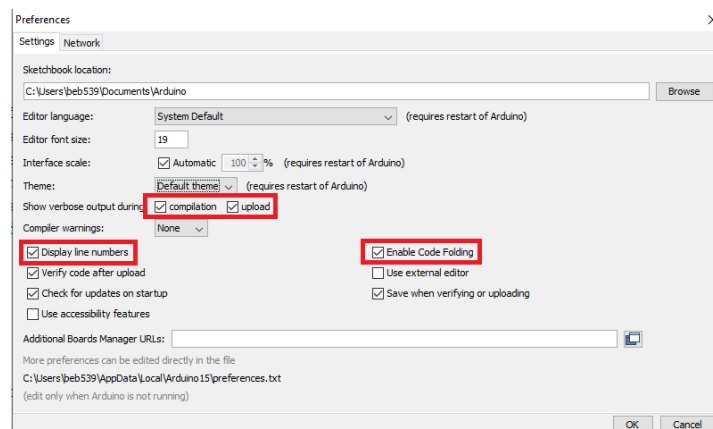 Preferences
Settings Network
Sketchbook location:
C:\Users\beb539\Documents\Arduino Browse
Editor language: System Default (requires restart of Arduino)
Editor font size: 19
Interface scale: Automatic 100 % (requires restart of Arduino)
Theme: Default theme (requires restart of Arduino)
Show verbose output during compilation upload
Compiler warnings: None
Display line numbers Enable Code Folding
Verify code after upload Use external editor
Check for updates on startup Save when verifying or uploading
Use accessibility features
Additional Boards Manager URLs:
More preferences can be edited directly in the file
C:\Users\beb539\AppData\Local\Arduino15\preferences.txt
(edit only when Arduino is not running)
OK Cancel